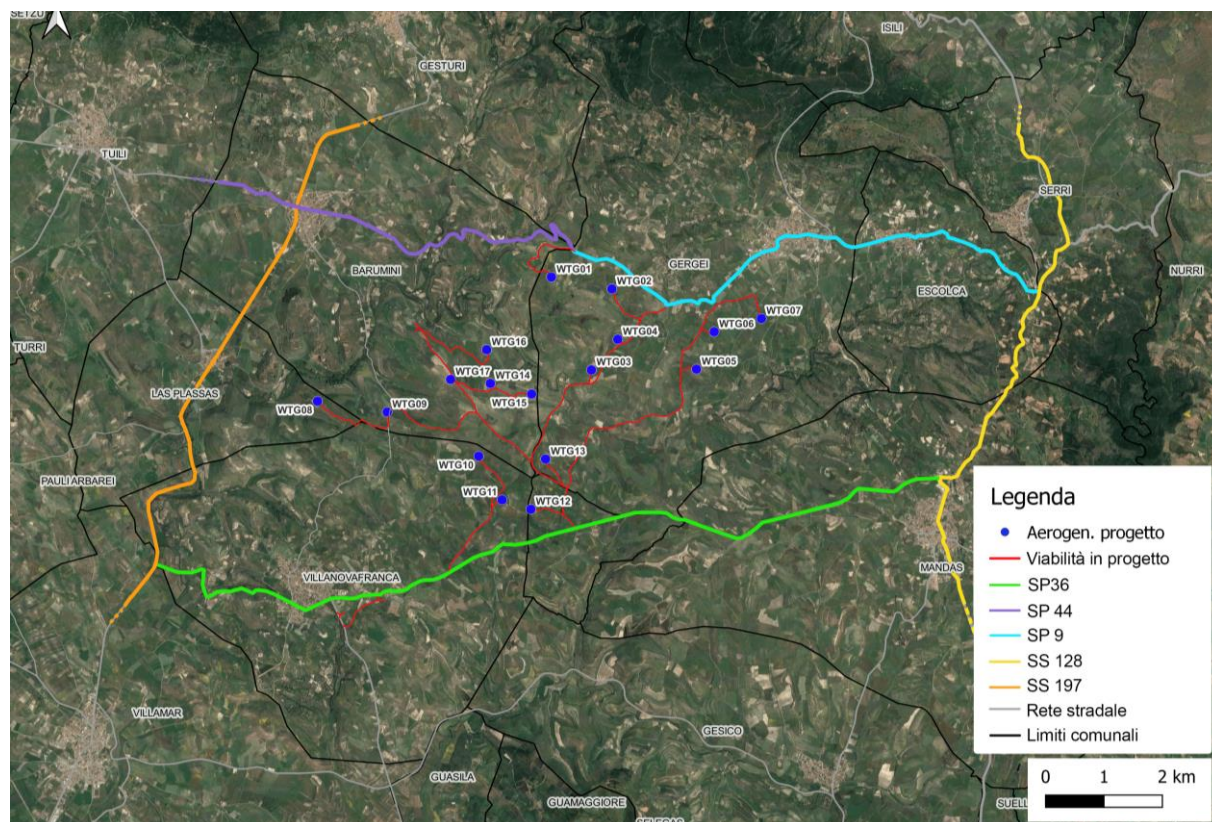 SETZU
ISILI
GESTURI
TUILI
SERRI
GERGEI
BARUMINI
NURRI
WTG01
WTG02
ESCOLCA
WTG07
WTG06
WTG04
TURRI
WTG16
WTG03
WTG05
WTG17
WTG14
LAS PLASSAS
WTG15
WTG08
WTG09
WTG13
WTG10
PAULI ARBAREI
WTG11
WTG12
MANDAS
VILLANOVAFRANCA
VILLAMAR
GESICO
GUASILA
GUAMAGGIORE
SELEGAS
SUELL
Legenda
Aerogen. progetto
Viabilità in progetto
SP36
SP 44
SP 9
SS 128
SS 197
Rete stradale
Limiti comunali
0 1 2 km